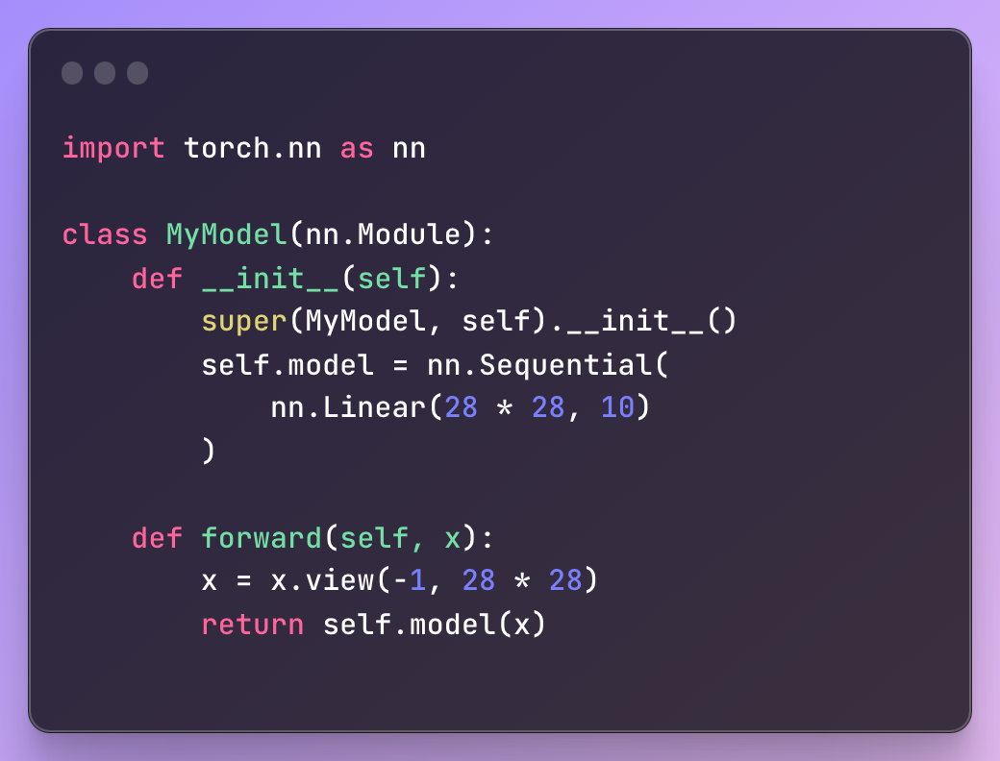 import torch.nn as nn

class MyModel(nn.Module):
    def __init__(self):
        super(MyModel, self).__init__()
        self.model = nn.Sequential(
            nn.Linear(28 * 28, 10)
        )

    def forward(self, x):
        x = x.view(-1, 28 * 28)
        return self.model(x)